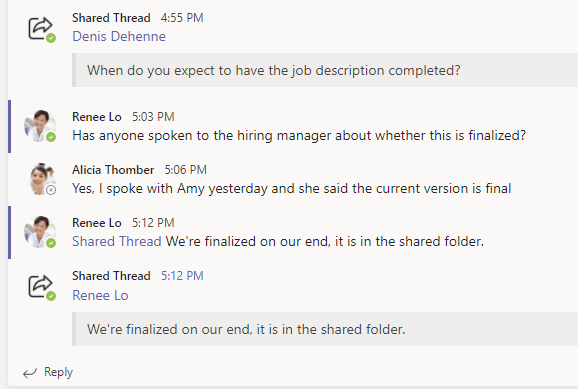 Shared Thread 4:55 PM
Denis Dehenne
When do you expect to have the job description completed?
Renee Lo 5:03 PM
Has anyone spoken to the hiring manager about whether this is finalized?
Alicia Thomber 5:06 PM
Yes, I spoke with Amy yesterday and she said the current version is final
Renee Lo 5:12 PM
Shared Thread We're finalized on our end, it is in the shared folder.
Shared Thread 5:12 PM
Renee Lo
We're finalized on our end, it is in the shared folder.
Reply